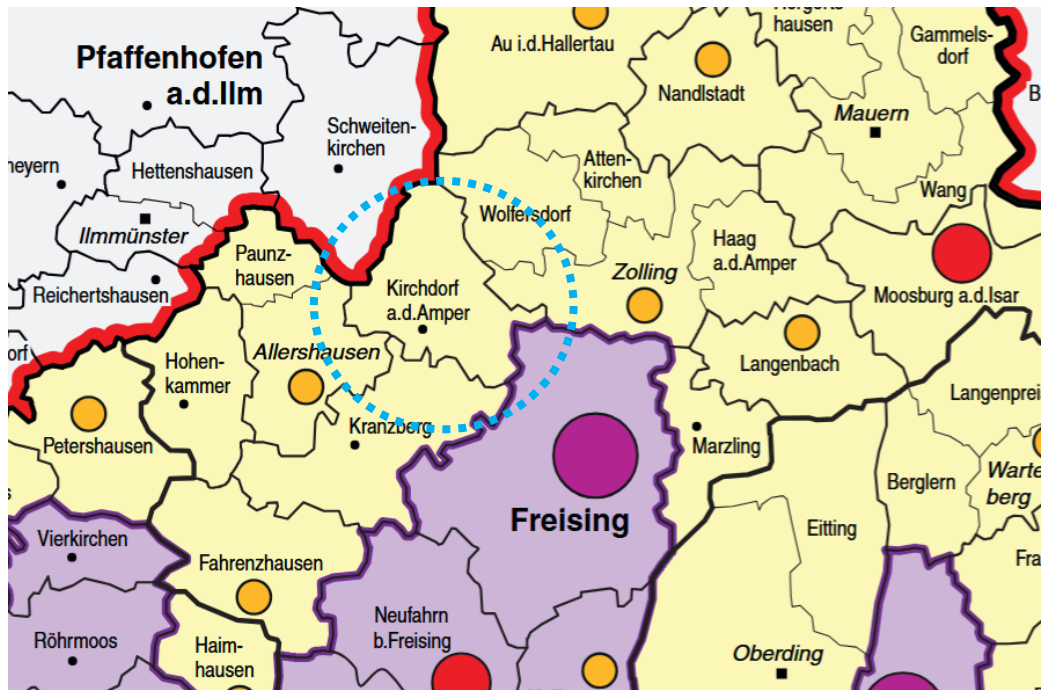 Au i.d.Hallertau
hausen
Gammels-
dorf
Pfaffenhofen
a.d.Ilm
Nandlstadt
Mauern
Schweiten-
kirchen
Hettenshausen
Atten-
kirchen
Wang
Wolfersdorf
Ilmmünster
Paunz-
hausen
Haag
a.d.Amper
Zolling
Reichertshausen
Kirchdorf
a.d.Amper
Moosburg a.d.Isar
Hohen-
kammer
Allershausen
Langenbach
Langenpreis
Petershausen
Kranzberg
Marzling
Berglern
Warte
berg
Freising
Eitting
Vierkirchen
Fahrenzhausen
Fra
Röhrmoos
Neufahrn
b.Freising
Haim-
hausen
Oberding